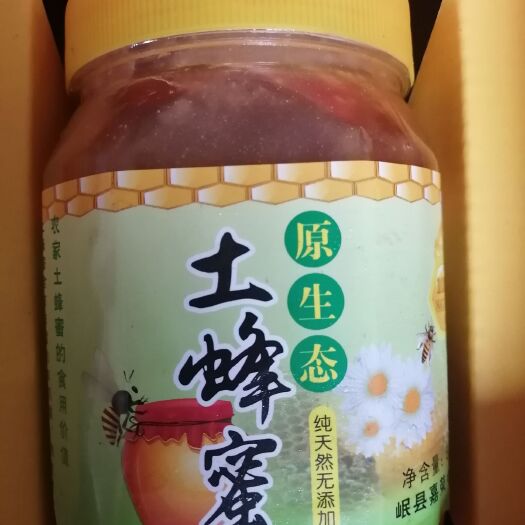 原生态
土蜂蜜
纯天然无添加
农家土蜂蜜的食用价值
净含量:
岷县嘉